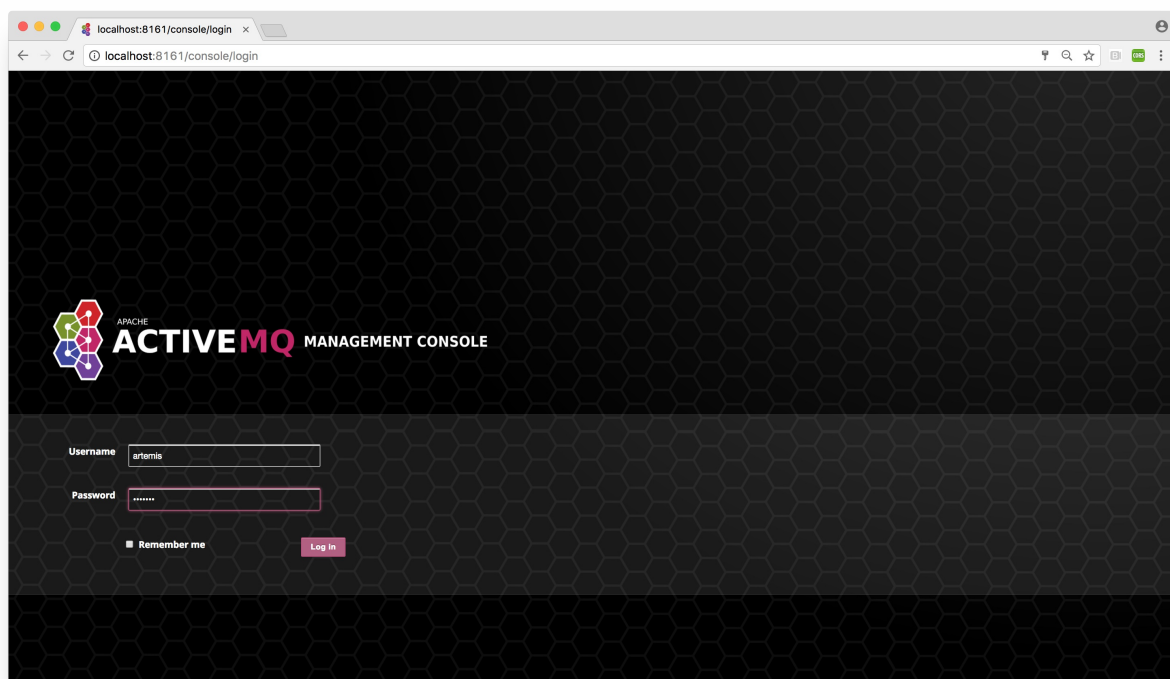 localhost:8161/console/login
localhost:8161/console/login
CORS
APACHE
ACTIVEMQ MANAGEMENT CONSOLE
Username
artemis
Password
•••••••
Remember me
Log In